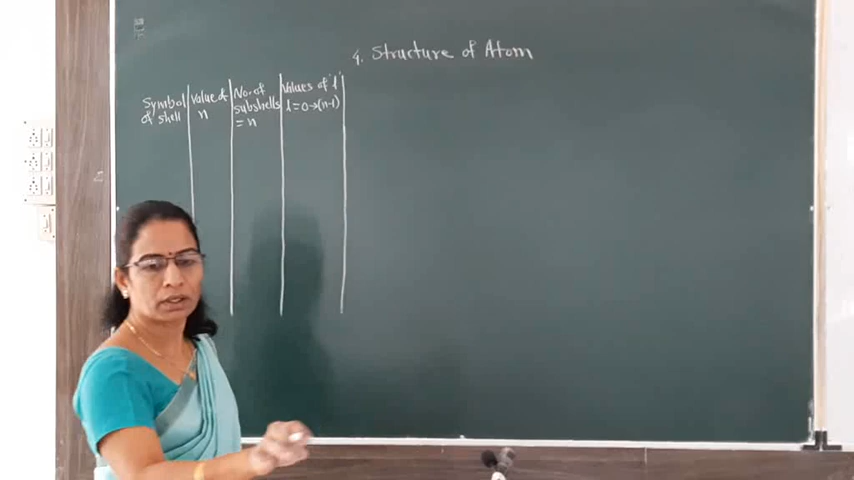 4. Structure of Atom
Symbol
of shell
Value of
n
No. of
subshells
= n
Values of 'l'
l = 0→(n-1)